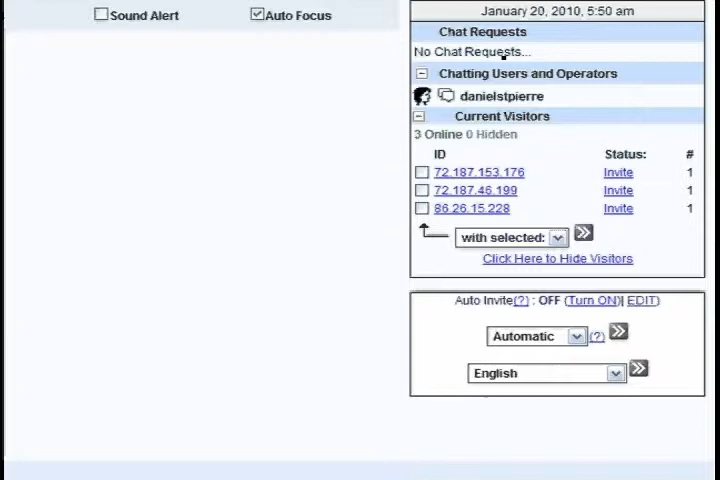 Sound Alert
Auto Focus
January 20, 2010, 5:50 am
Chat Requests
No Chat Requests...
Chatting Users and Operators
danielstpierre
Current Visitors
3 Online 0 Hidden
ID Status: #
72.187.153.176 Invite 1
72.187.46.199 Invite 1
86.26.15.228 Invite 1
with selected:
Click Here to Hide Visitors
Auto Invite(?) : OFF (Turn ON)| EDIT)
Automatic (?)
English